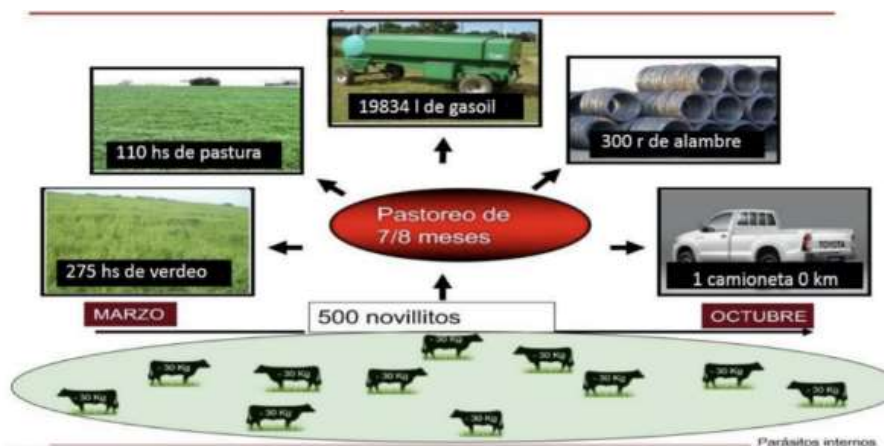 19834 l de gasoil
110 hs de pastura
300 r de alambre
Pastoreo de
7/8 meses
275 hs de verdeo
TOYOTA
1 camioneta 0 km
MARZO
500 novillitos
OCTUBRE
- 30 Kg
- 30 Kg
- 30 Kg
- 30 Kg
- 30 Kg
- 30 Kg
- 30 Kg
- 30 Kg
- 30 Kg
- 30 Kg
- 30 Kg
Parásitos internos